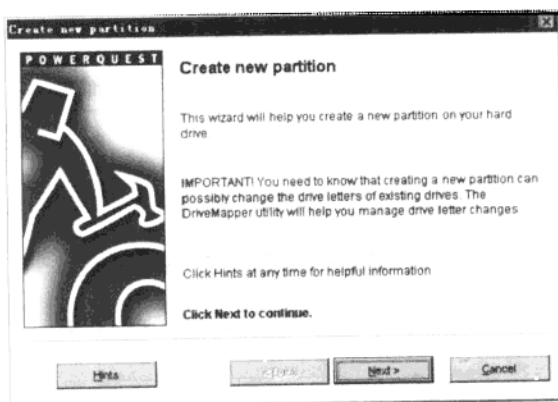 Create new partition
POWERQUEST
Create new partition
This wizard will help you create a new partition on your hard
drive
IMPORTANT! You need to know that creating a new partition can
possibly change the drive letters of existing drives. The
DriveMapper utility will help you manage drive letter changes
Click Hints at any time for helpful information
Click Next to continue.
Hints
Next >
Cancel